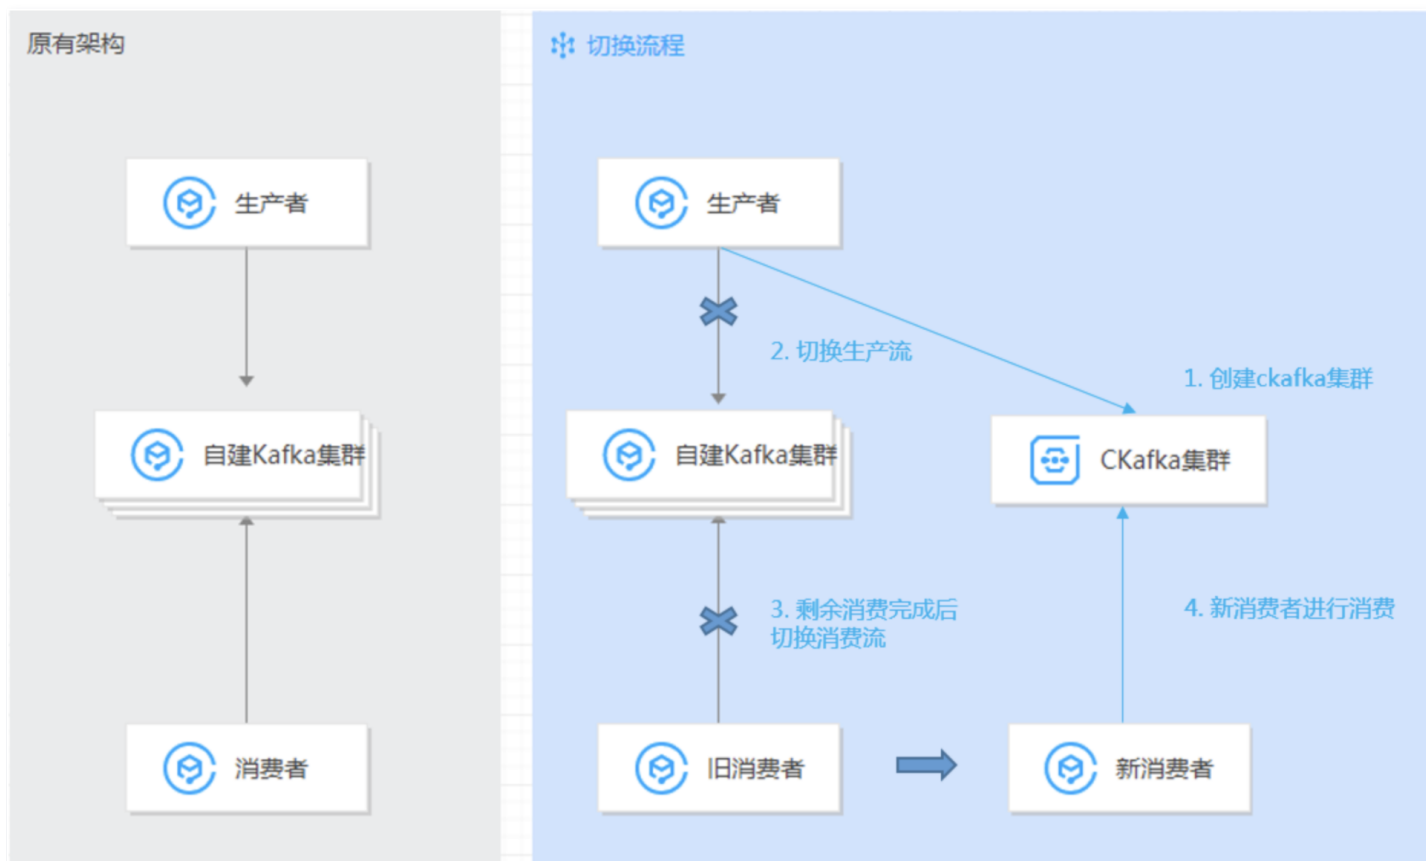 原有架构
生产者
自建Kafka集群
消费者
切换流程
生产者
2. 切换生产流
1. 创建ckafka集群
自建Kafka集群
CKafka集群
3. 剩余消费完成后
切换消费流
4. 新消费者进行消费
旧消费者
新消费者